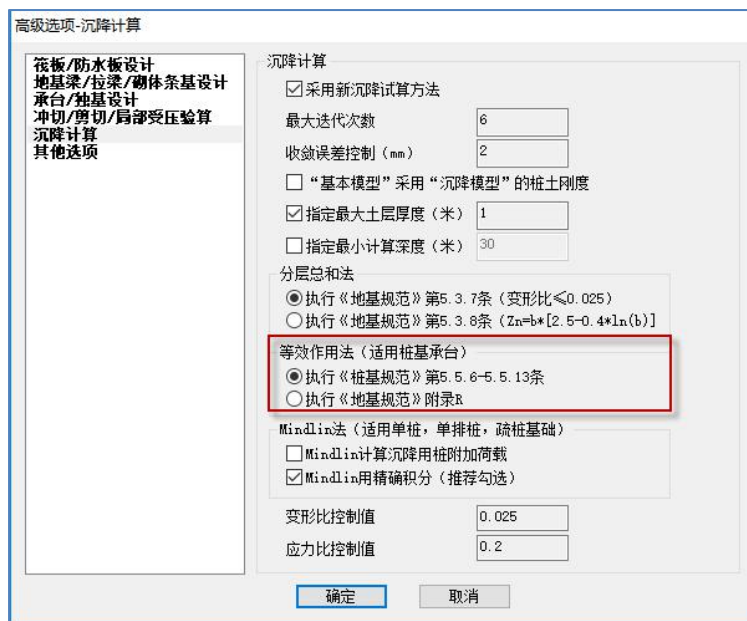 高级选项-沉降计算
筏板/防水板设计
地基梁/拉梁/砌体条基设计
承台/独基设计
冲切/剪切/局部受压验算
沉降计算
其他选项
沉降计算
采用新沉降试算方法
最大迭代次数 6
收敛误差控制(mm) 2
“基本模型”采用“沉降模型”的桩土刚度
指定最大土层厚度(米) 1
指定最小计算深度(米) 30
分层总和法
执行《地基规范》第5.3.7条(变形比≤0.025)
执行《地基规范》第5.3.8条(Zn=b*[2.5-0.4*ln(b)]
等效作用法(适用桩基承台)
执行《桩基规范》第5.5.6-5.5.13条
执行《地基规范》附录R
Mindlin法(适用单桩,单排桩,疏桩基础)
Mindlin计算沉降用桩附加荷载
Mindlin用精确积分(推荐勾选)
变形比控制值 0.025
应力比控制值 0.2
确定 取消